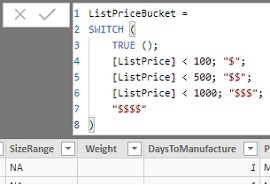 1 ListPriceBucket =
2 SWITCH (
3 TRUE ();
4 [ListPrice] < 100; "$";
5 [ListPrice] < 500; "$$";
6 [ListPrice] < 1000; "$$$";
7 "$$$$"
8 )
SizeRange Weight DaysToManufacture
NA 1